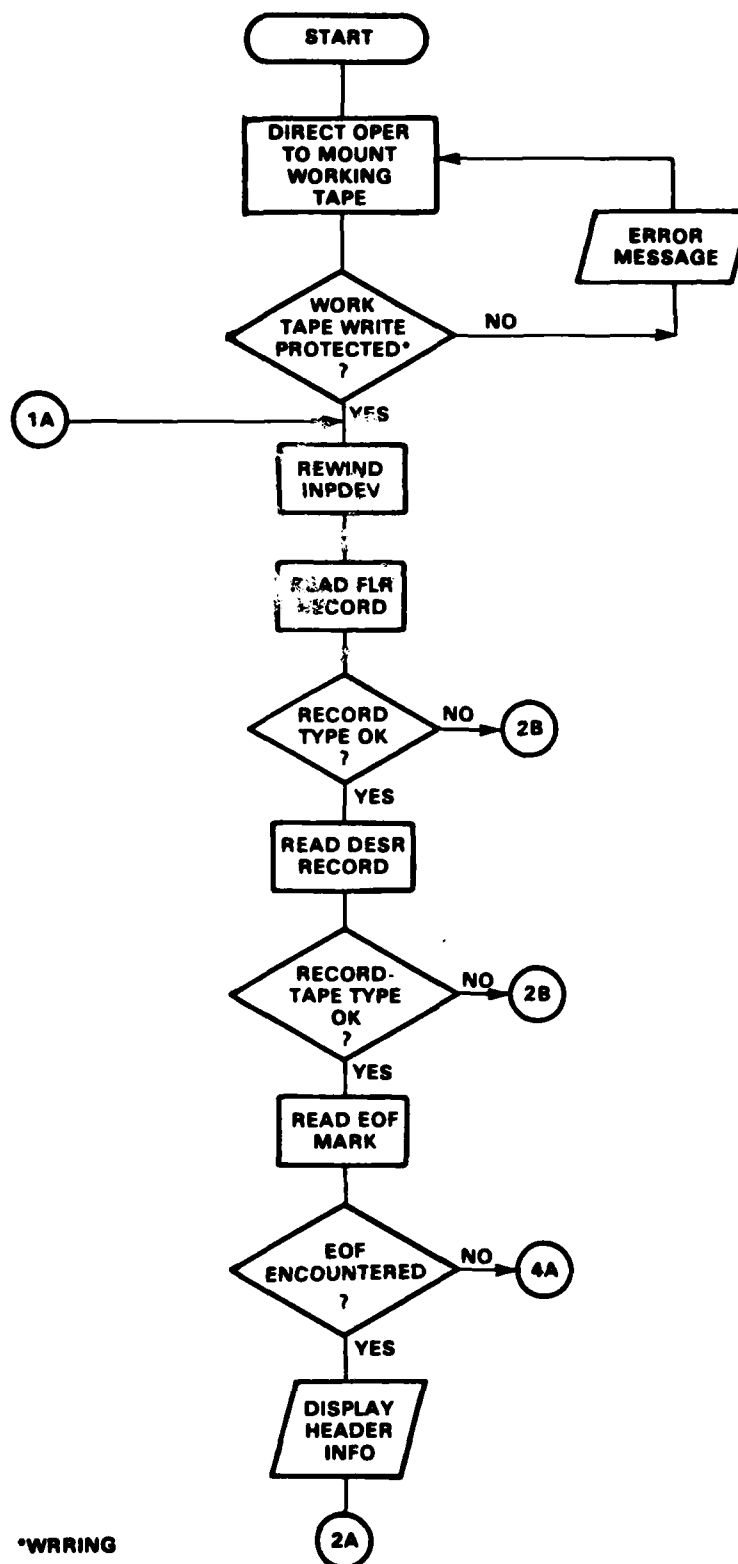 START
DIRECT OPER
TO MOUNT
WORKING
TAPE
ERROR
MESSAGE
WORK
TAPE WRITE
PROTECTED*
?
NO
YES
1A
REWIND
INPDEV
READ FLR
RECORD
RECORD
TYPE OK
?
NO
2B
YES
READ DESR
RECORD
RECORD-
TAPE TYPE
OK
?
NO
2B
YES
READ EOF
MARK
EOF
ENCOUNTERED
?
NO
4A
YES
DISPLAY
HEADER
INFO
*WRRING
2A